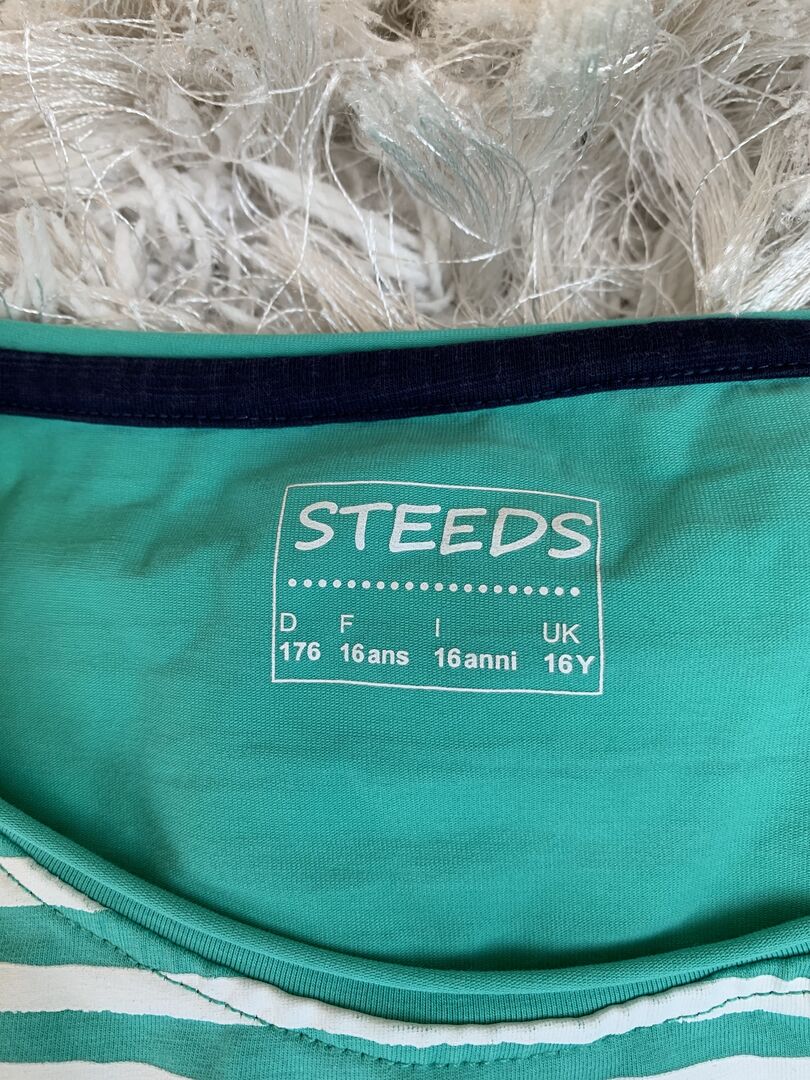 STEEDS
D F I UK
176 16ans 16anni 16Y